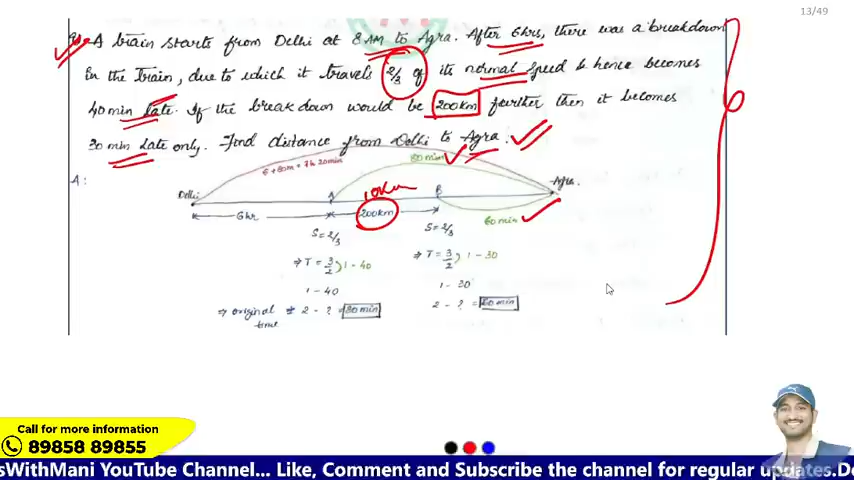 13/49
Q. A train starts from Delhi at 8 AM to Agra. After 6hrs, there was a breakdown
in the Train, due to which it travels 2/3 of its normal speed & hence becomes
40 min late. If the breakdown would be 200km further then it becomes
30 min Late only. Find distance from Delhi to Agra.
A:
6 + 80m = 7h 20min
10km
Delhi
A
B
Agra
6hr
200km
60 min
S = 2/3
S = 2/3
⇒ T = 3/2, 1 - 40
⇒ T = 3/2, 1 - 30
1 - 40
⇒ original time
2 - ? = 80 min
2 - ? = 60 min
Call for more information
89858 89855
sWithMani YouTube Channel... Like, Comment and Subscribe the channel for regular updates.Do